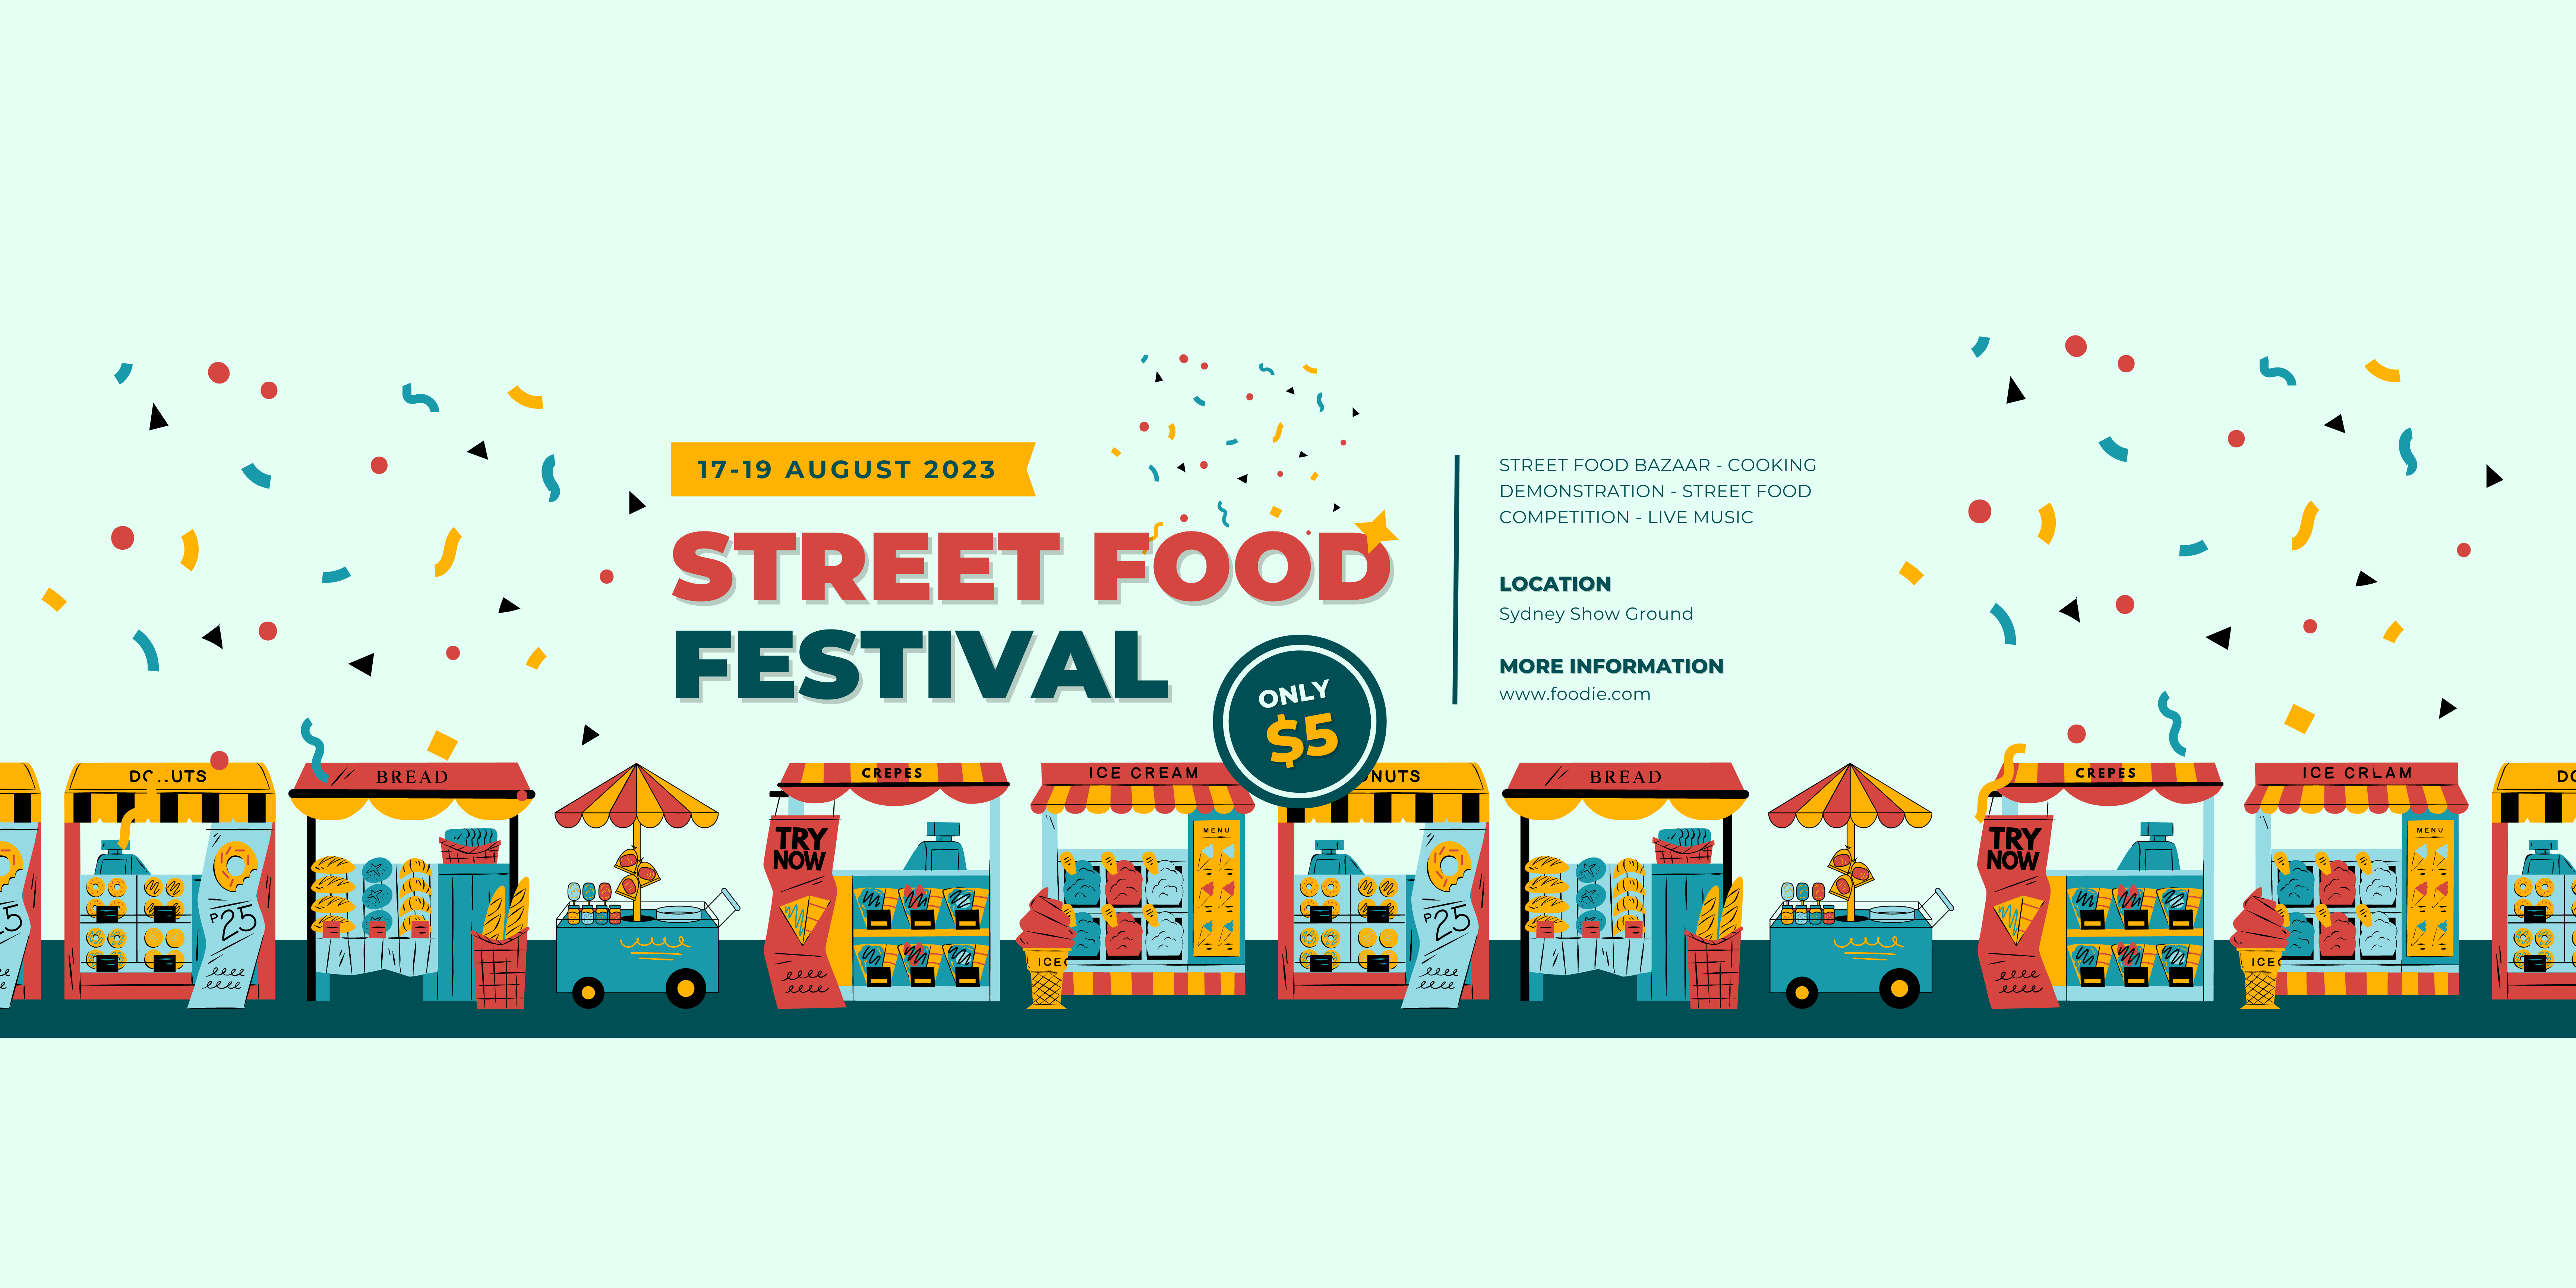 17-19 AUGUST 2023
STREET FOOD
FESTIVAL
STREET FOOD BAZAAR - COOKING
DEMONSTRATION - STREET FOOD
COMPETITION - LIVE MUSIC
LOCATION
Sydney Show Ground
MORE INFORMATION
www.foodie.com
ONLY
$5
BREAD
CREPES
ICE CREAM
NUTS
BREAD
CREPES
ICE CREAM
DO
TRY
NOW
MENU
TRY
NOW
MENU
25
P25
P25
ICE
ICE